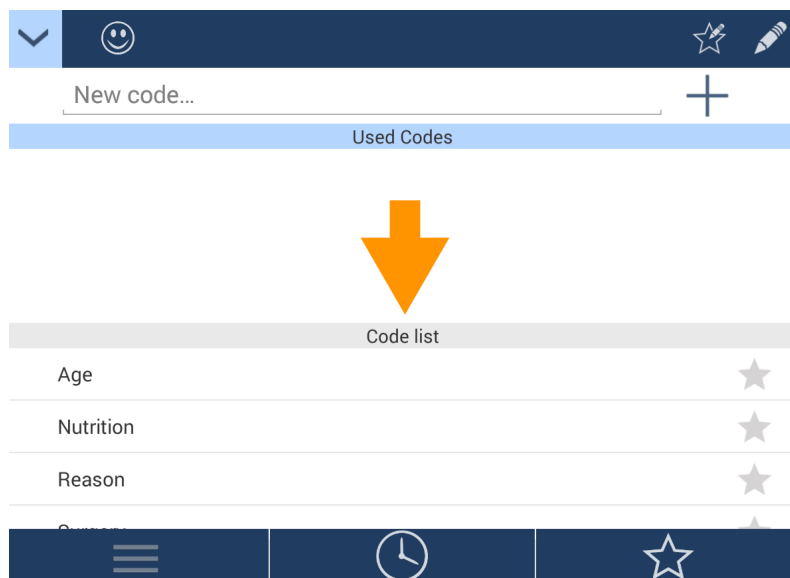 New code...
Used Codes
Code list
Age
Nutrition
Reason